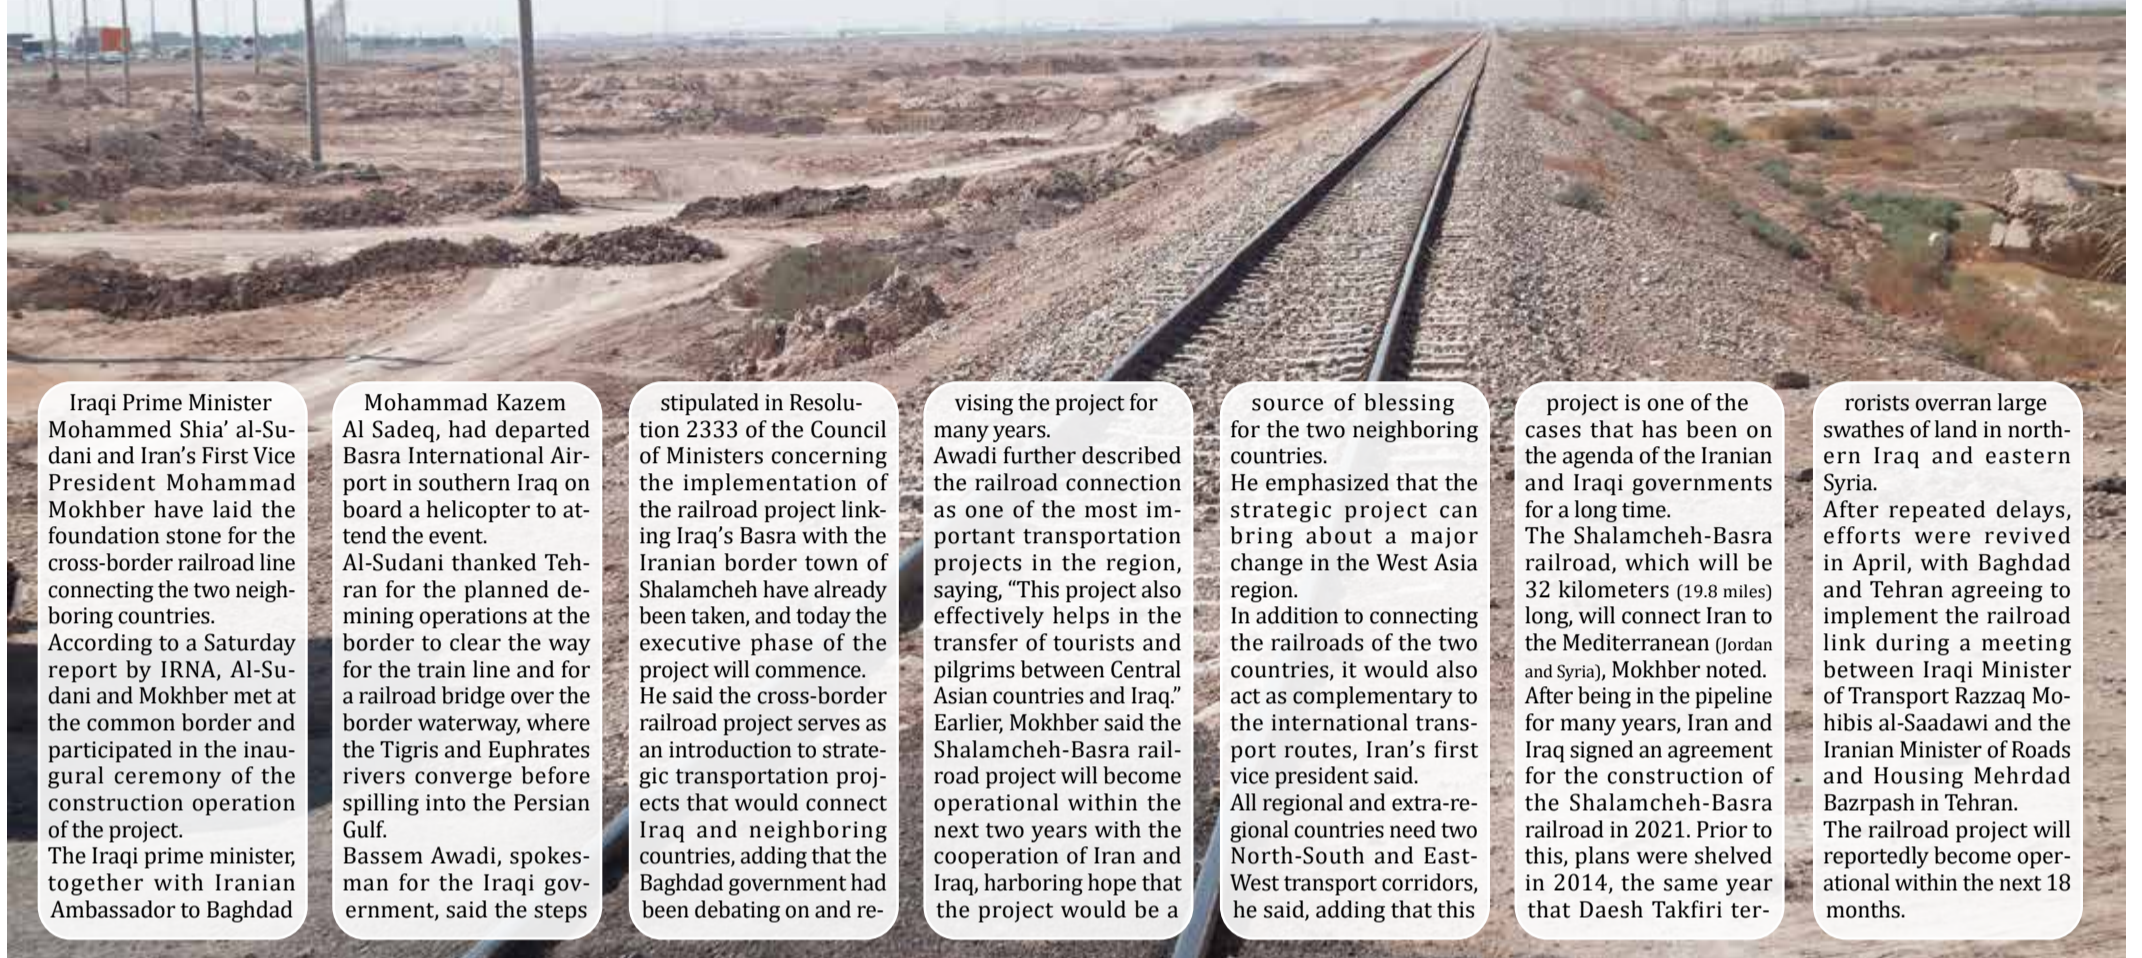 Iraqi Prime Minister
Mohammed Shia’ al-Su-
dani and Iran’s First Vice
President Mohammad
Mokhber have laid the
foundation stone for the
cross-border railroad line
connecting the two neigh-
boring countries.
According to a Saturday
report by IRNA, Al-Su-
dani and Mokhber met at
the common border and
participated in the inau-
gural ceremony of the
construction operation
of the project.
The Iraqi prime minister,
together with Iranian
Ambassador to Baghdad
Mohammad Kazem
Al Sadeq, had departed
Basra International Air-
port in southern Iraq on
board a helicopter to at-
tend the event.
Al-Sudani thanked Teh-
ran for the planned de-
mining operations at the
border to clear the way
for the train line and for
a railroad bridge over the
border waterway, where
the Tigris and Euphrates
rivers converge before
spilling into the Persian
Gulf.
Bassem Awadi, spokes-
man for the Iraqi gov-
ernment, said the steps
stipulated in Resolu-
tion 2333 of the Council
of Ministers concerning
the implementation of
the railroad project link-
ing Iraq’s Basra with the
Iranian border town of
Shalamcheh have already
been taken, and today the
executive phase of the
project will commence.
He said the cross-border
railroad project serves as
an introduction to strate-
gic transportation proj-
ects that would connect
Iraq and neighboring
countries, adding that the
Baghdad government had
been debating on and re-
vising the project for
many years.
Awadi further described
the railroad connection
as one of the most im-
portant transportation
projects in the region,
saying, “This project also
effectively helps in the
transfer of tourists and
pilgrims between Central
Asian countries and Iraq.”
Earlier, Mokhber said the
Shalamcheh-Basra rail-
road project will become
operational within the
next two years with the
cooperation of Iran and
Iraq, harboring hope that
the project would be a
source of blessing
for the two neighboring
countries.
He emphasized that the
strategic project can
bring about a major
change in the West Asia
region.
In addition to connecting
the railroads of the two
countries, it would also
act as complementary to
the international trans-
port routes, Iran’s first
vice president said.
All regional and extra-re-
gional countries need two
North-South and East-
West transport corridors,
he said, adding that this
project is one of the
cases that has been on
the agenda of the Iranian
and Iraqi governments
for a long time.
The Shalamcheh-Basra
railroad, which will be
32 kilometers (19.8 miles)
long, will connect Iran to
the Mediterranean (Jordan
and Syria), Mokhber noted.
After being in the pipeline
for many years, Iran and
Iraq signed an agreement
for the construction of
the Shalamcheh-Basra
railroad in 2021. Prior to
this, plans were shelved
in 2014, the same year
that Daesh Takfiri ter-
rorists overran large
swathes of land in north-
ern Iraq and eastern
Syria.
After repeated delays,
efforts were revived
in April, with Baghdad
and Tehran agreeing to
implement the railroad
link during a meeting
between Iraqi Minister
of Transport Razzaq Mo-
hibis al-Saadawi and the
Iranian Minister of Roads
and Housing Mehrdad
Bazrpash in Tehran.
The railroad project will
reportedly become oper-
ational within the next 18
months.